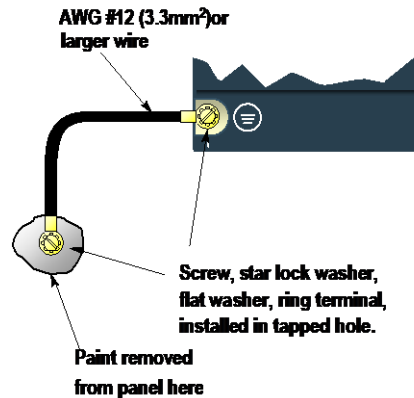 AWG #12 (3.3mm²)or
larger wire
Screw, star lock washer,
flat washer, ring terminal,
installed in tapped hole.
Paint removed
from panel here